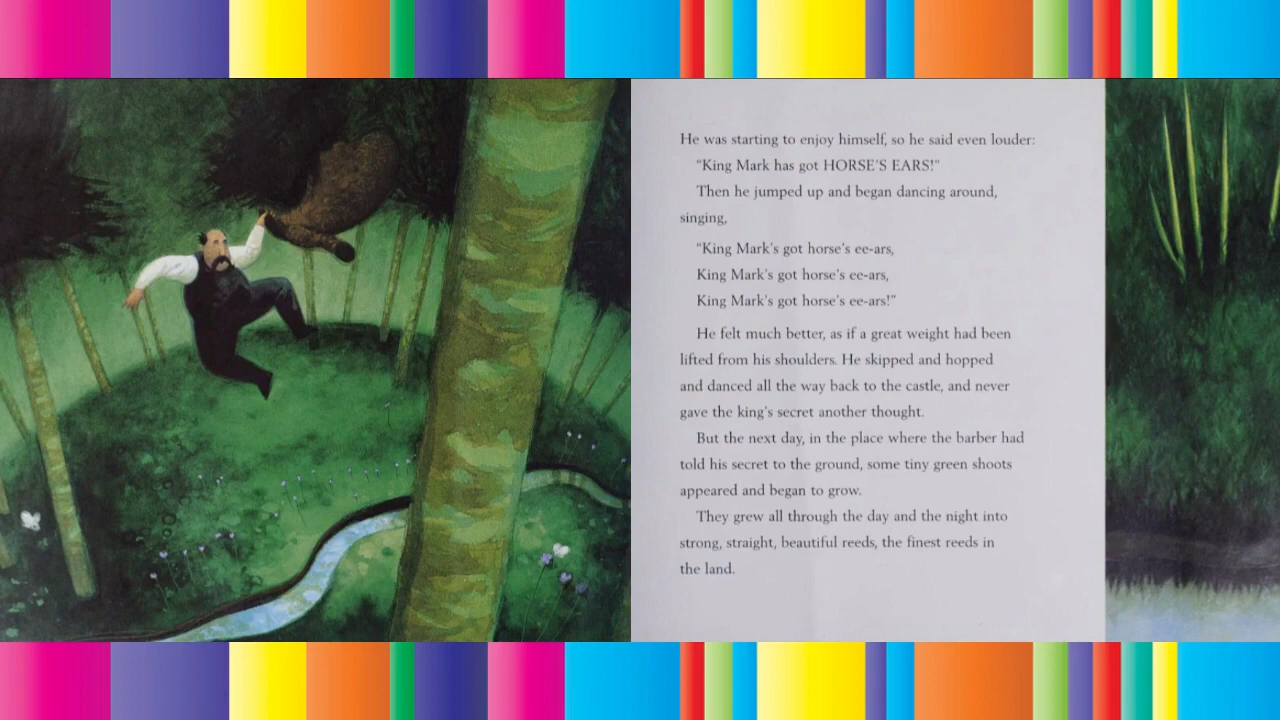 He was starting to enjoy himself, so he said even louder:
"King Mark has got HORSE'S EARS!"
Then he jumped up and began dancing around,
singing,
"King Mark's got horse's ee-ars,
King Mark's got horse's ee-ars,
King Mark's got horse's ee-ars!"
He felt much better, as if a great weight had been
lifted from his shoulders. He skipped and hopped
and danced all the way back to the castle, and never
gave the king's secret another thought.
But the next day, in the place where the barber had
told his secret to the ground, some tiny green shoots
appeared and began to grow.
They grew all through the day and the night into
strong, straight, beautiful reeds, the finest reeds in
the land.